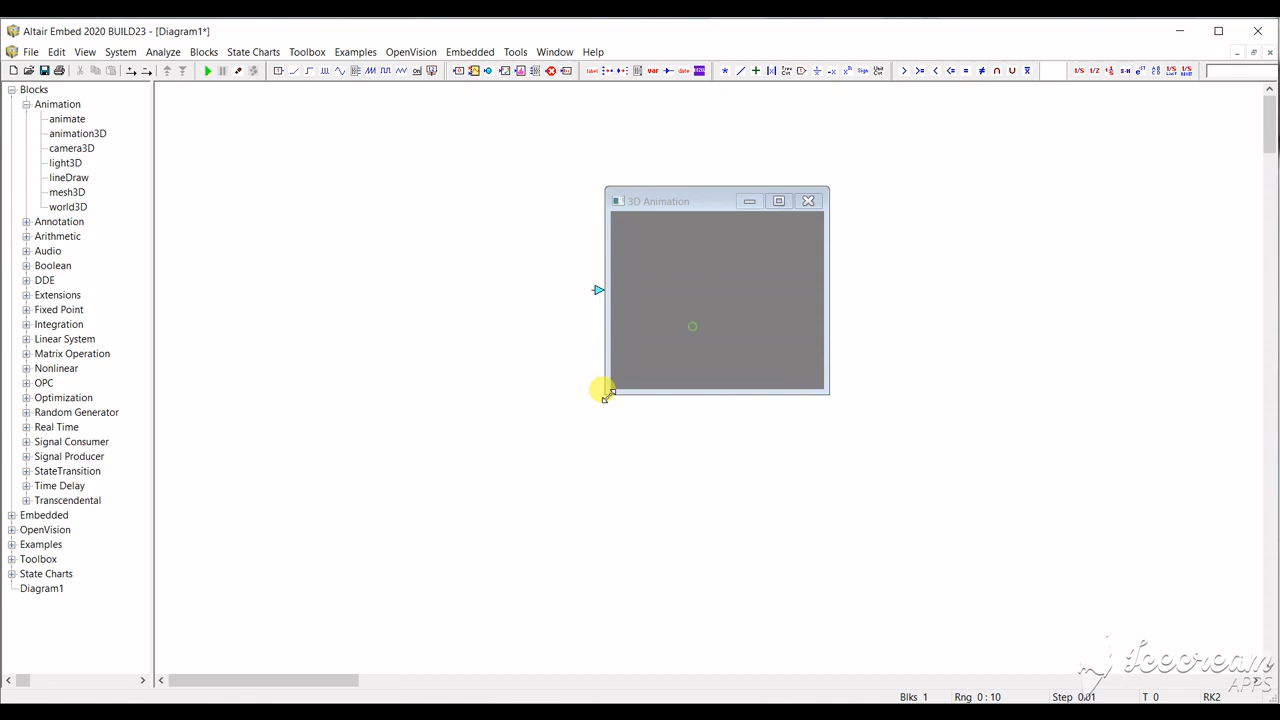 Altair Embed 2020 BUILD23 - [Diagram1*]
File Edit View System Analyze Blocks State Charts Toolbox Examples OpenVision Embedded Tools Window Help
Blocks
Animation
animate
animation3D
camera3D
light3D
lineDraw
mesh3D
world3D
Annotation
Arithmetic
Audio
Boolean
DDE
Extensions
Fixed Point
Integration
Linear System
Matrix Operation
Nonlinear
OPC
Optimization
Random Generator
Real Time
Signal Consumer
Signal Producer
StateTransition
Time Delay
Transcendental
Embedded
OpenVision
Examples
Toolbox
State Charts
Diagram1
3D Animation
Icecream
APPS
Blks 1 Rng 0 : 10 Step 0.01 T 0 RK2